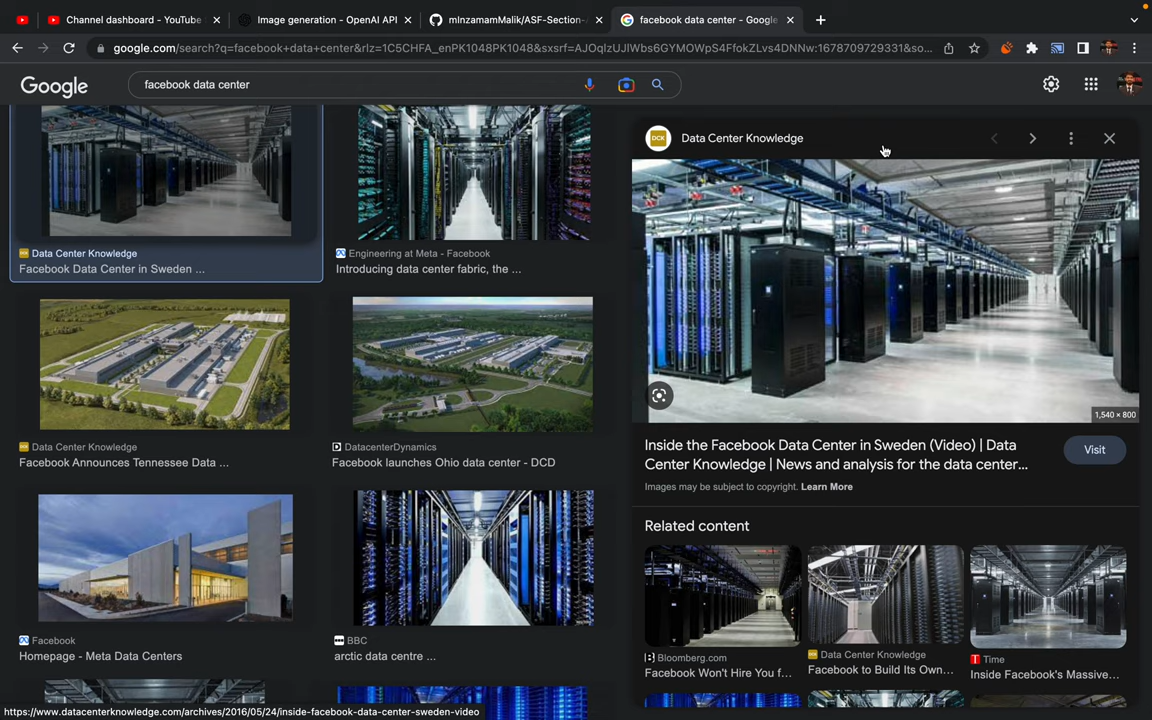 Channel dashboard - YouTube
Image generation - OpenAI API
mInzamamMalik/ASF-Section-
facebook data center - Google
google.com/search?q=facebook+data+center&rlz=1C5CHFA_enPK1048PK1048&sxsrf=AJOqlzUJlWbs6GYMOWpS4FfokZLvs4DNNw:1678709729331&so...
Google
facebook data center
Data Center Knowledge
Facebook Data Center in Sweden ...
Engineering at Meta - Facebook
Introducing data center fabric, the ...
Data Center Knowledge
Facebook Announces Tennessee Data ...
DatacenterDynamics
Facebook launches Ohio data center - DCD
Facebook
Homepage - Meta Data Centers
BBC
arctic data centre ...
DCK
Data Center Knowledge
1,540 × 800
Inside the Facebook Data Center in Sweden (Video) | Data
Center Knowledge | News and analysis for the data center...
Visit
Images may be subject to copyright. Learn More
Related content
Bloomberg.com
Facebook Won't Hire You f...
Data Center Knowledge
Facebook to Build Its Own...
Time
Inside Facebook's Massive...
https://www.datacenterknowledge.com/archives/2016/05/24/inside-facebook-data-center-sweden-video